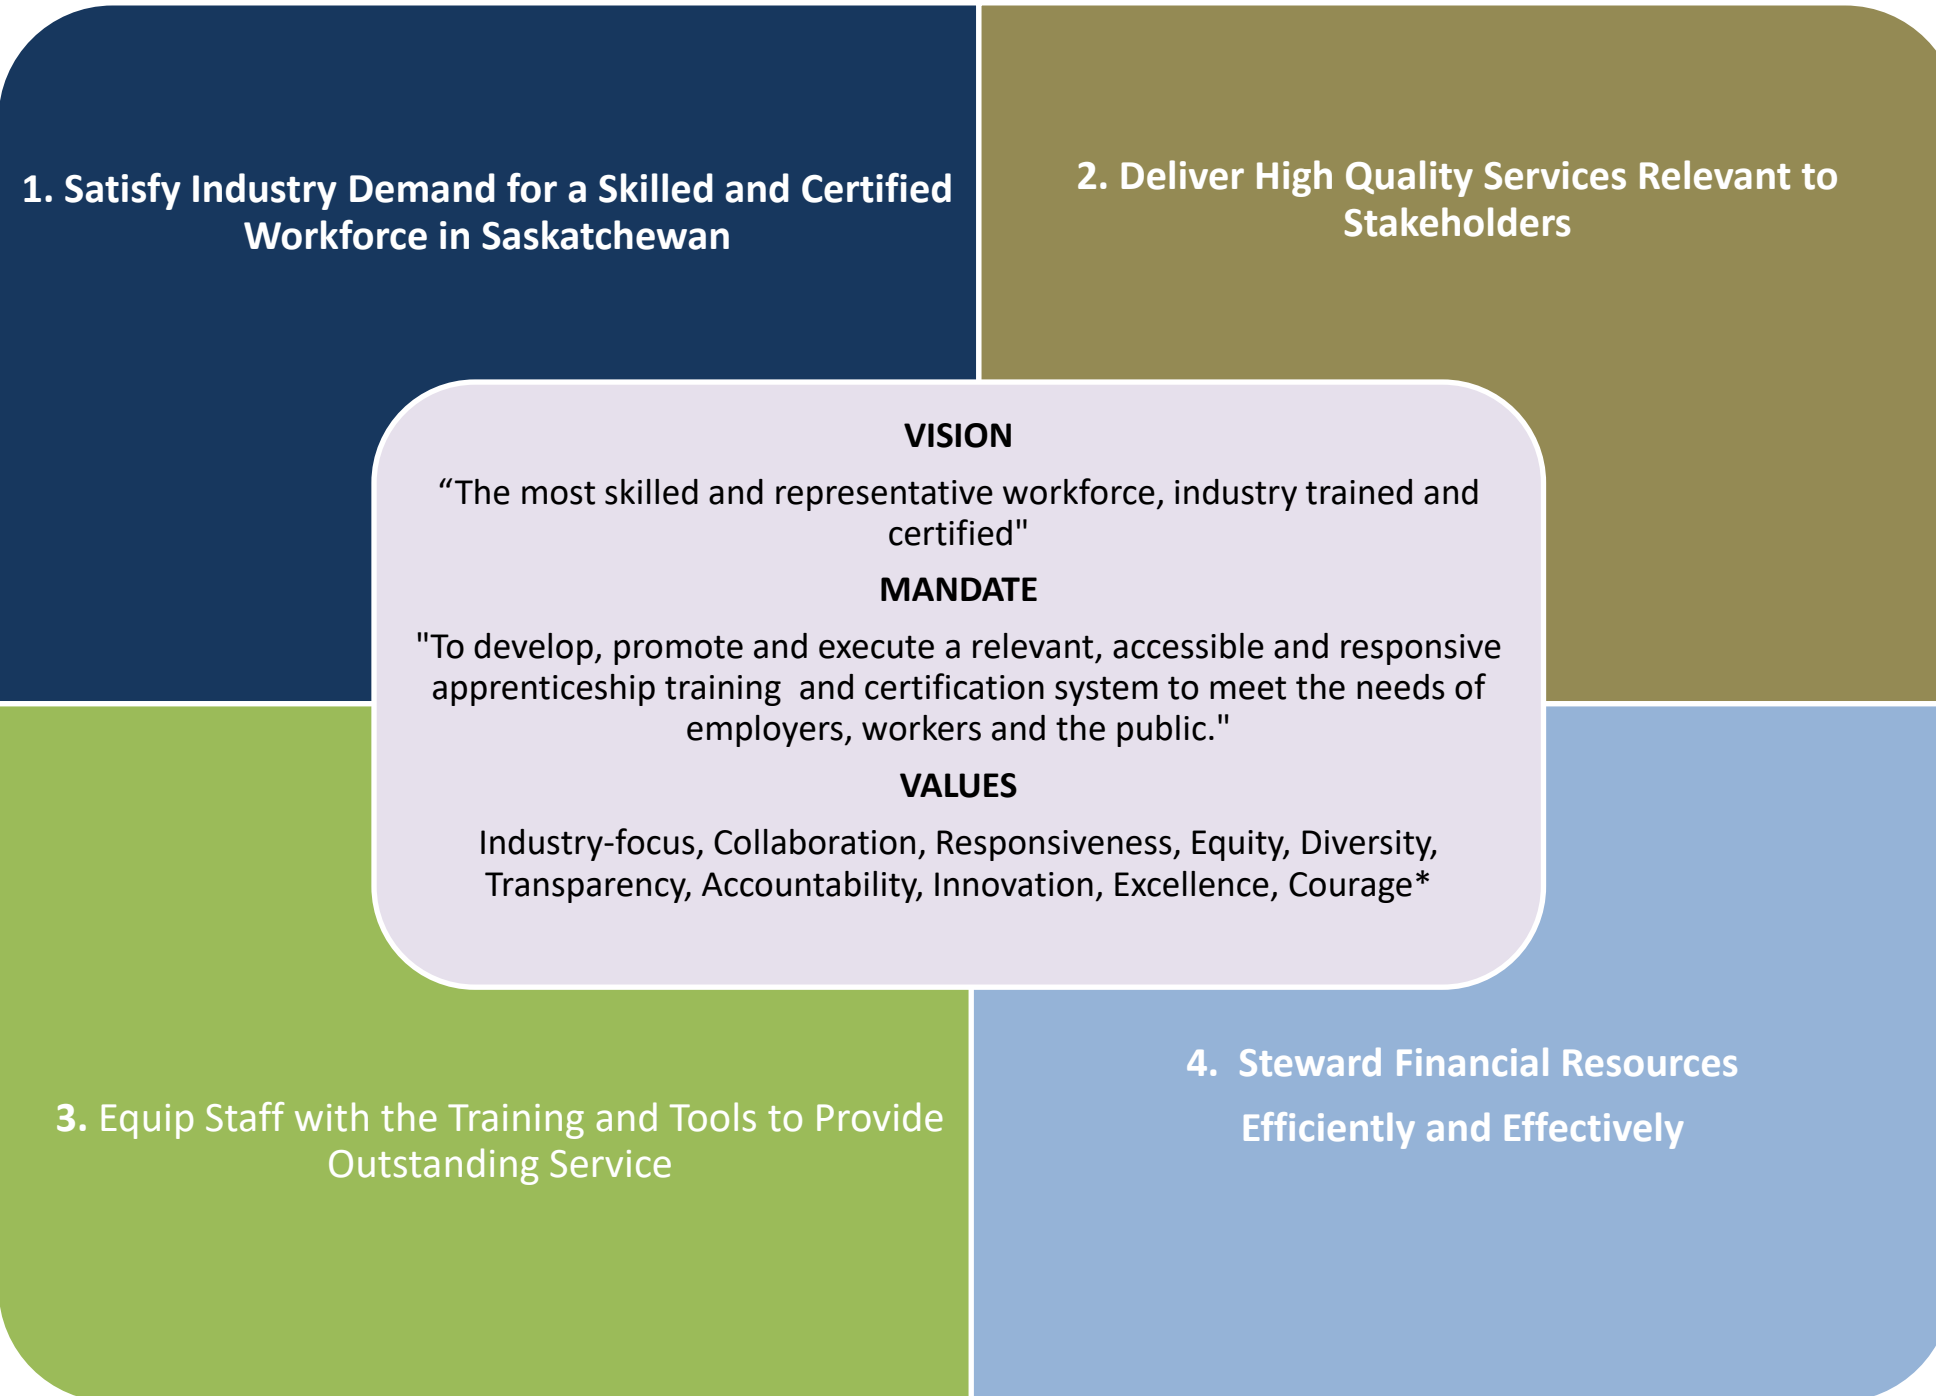 1. Satisfy Industry Demand for a Skilled and Certified
Workforce in Saskatchewan
2. Deliver High Quality Services Relevant to
Stakeholders
VISION
“The most skilled and representative workforce, industry trained and
certified"
MANDATE
"To develop, promote and execute a relevant, accessible and responsive
apprenticeship training  and certification system to meet the needs of
employers, workers and the public."
VALUES
Industry-focus, Collaboration, Responsiveness, Equity, Diversity,
Transparency, Accountability, Innovation, Excellence, Courage*
3. Equip Staff with the Training and Tools to Provide
Outstanding Service
4.  Steward Financial Resources
Efficiently and Effectively